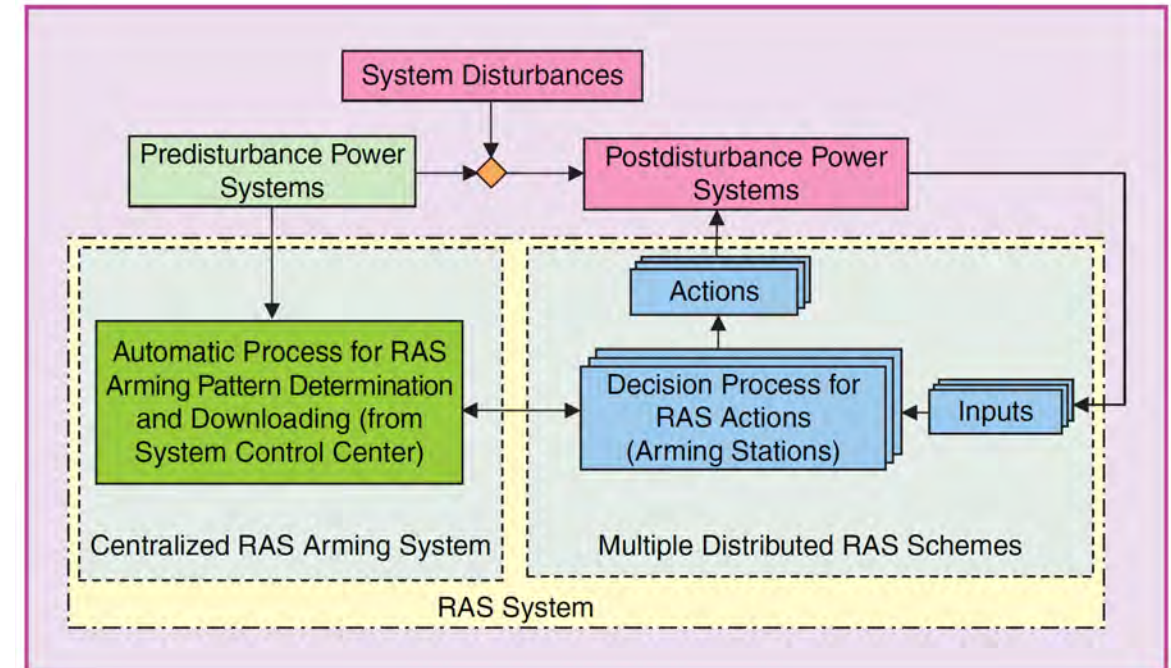 System Disturbances
Predisturbance Power
Systems
Postdisturbance Power
Systems
Actions
Automatic Process for RAS
Arming Pattern Determination
and Downloading (from
System Control Center)
Decision Process for
RAS Actions
(Arming Stations)
Inputs
Centralized RAS Arming System
Multiple Distributed RAS Schemes
RAS System